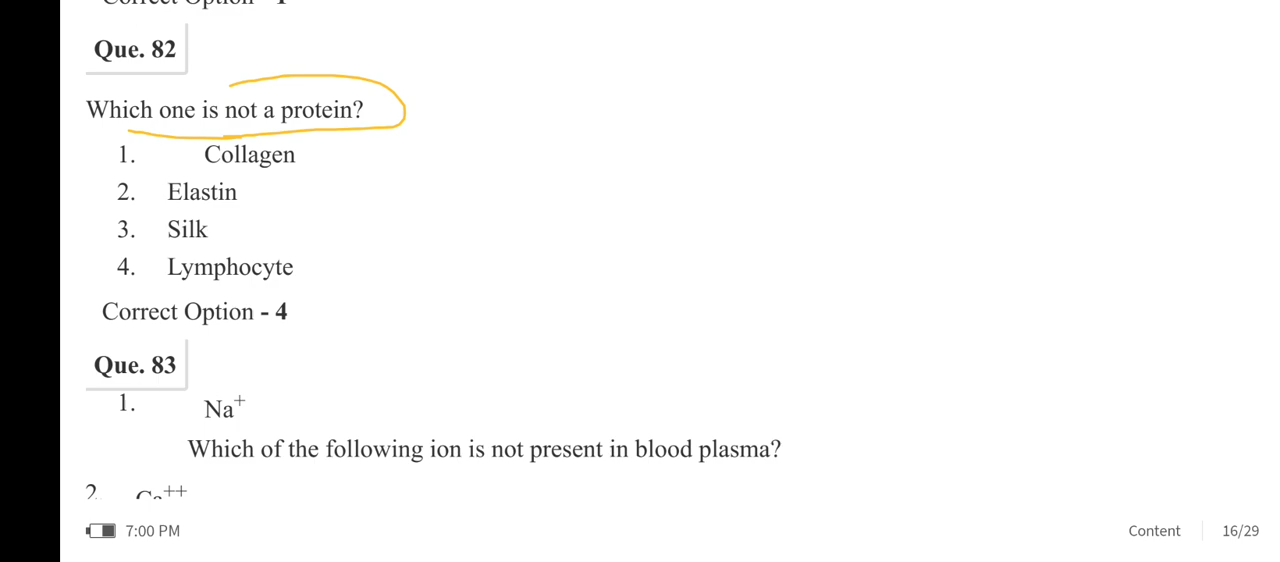 Que. 82
Which one is not a protein?
1. Collagen
2. Elastin
3. Silk
4. Lymphocyte
Correct Option - 4
Que. 83
1. Na⁺
Which of the following ion is not present in blood plasma?
2.
7:00 PM Content 16/29